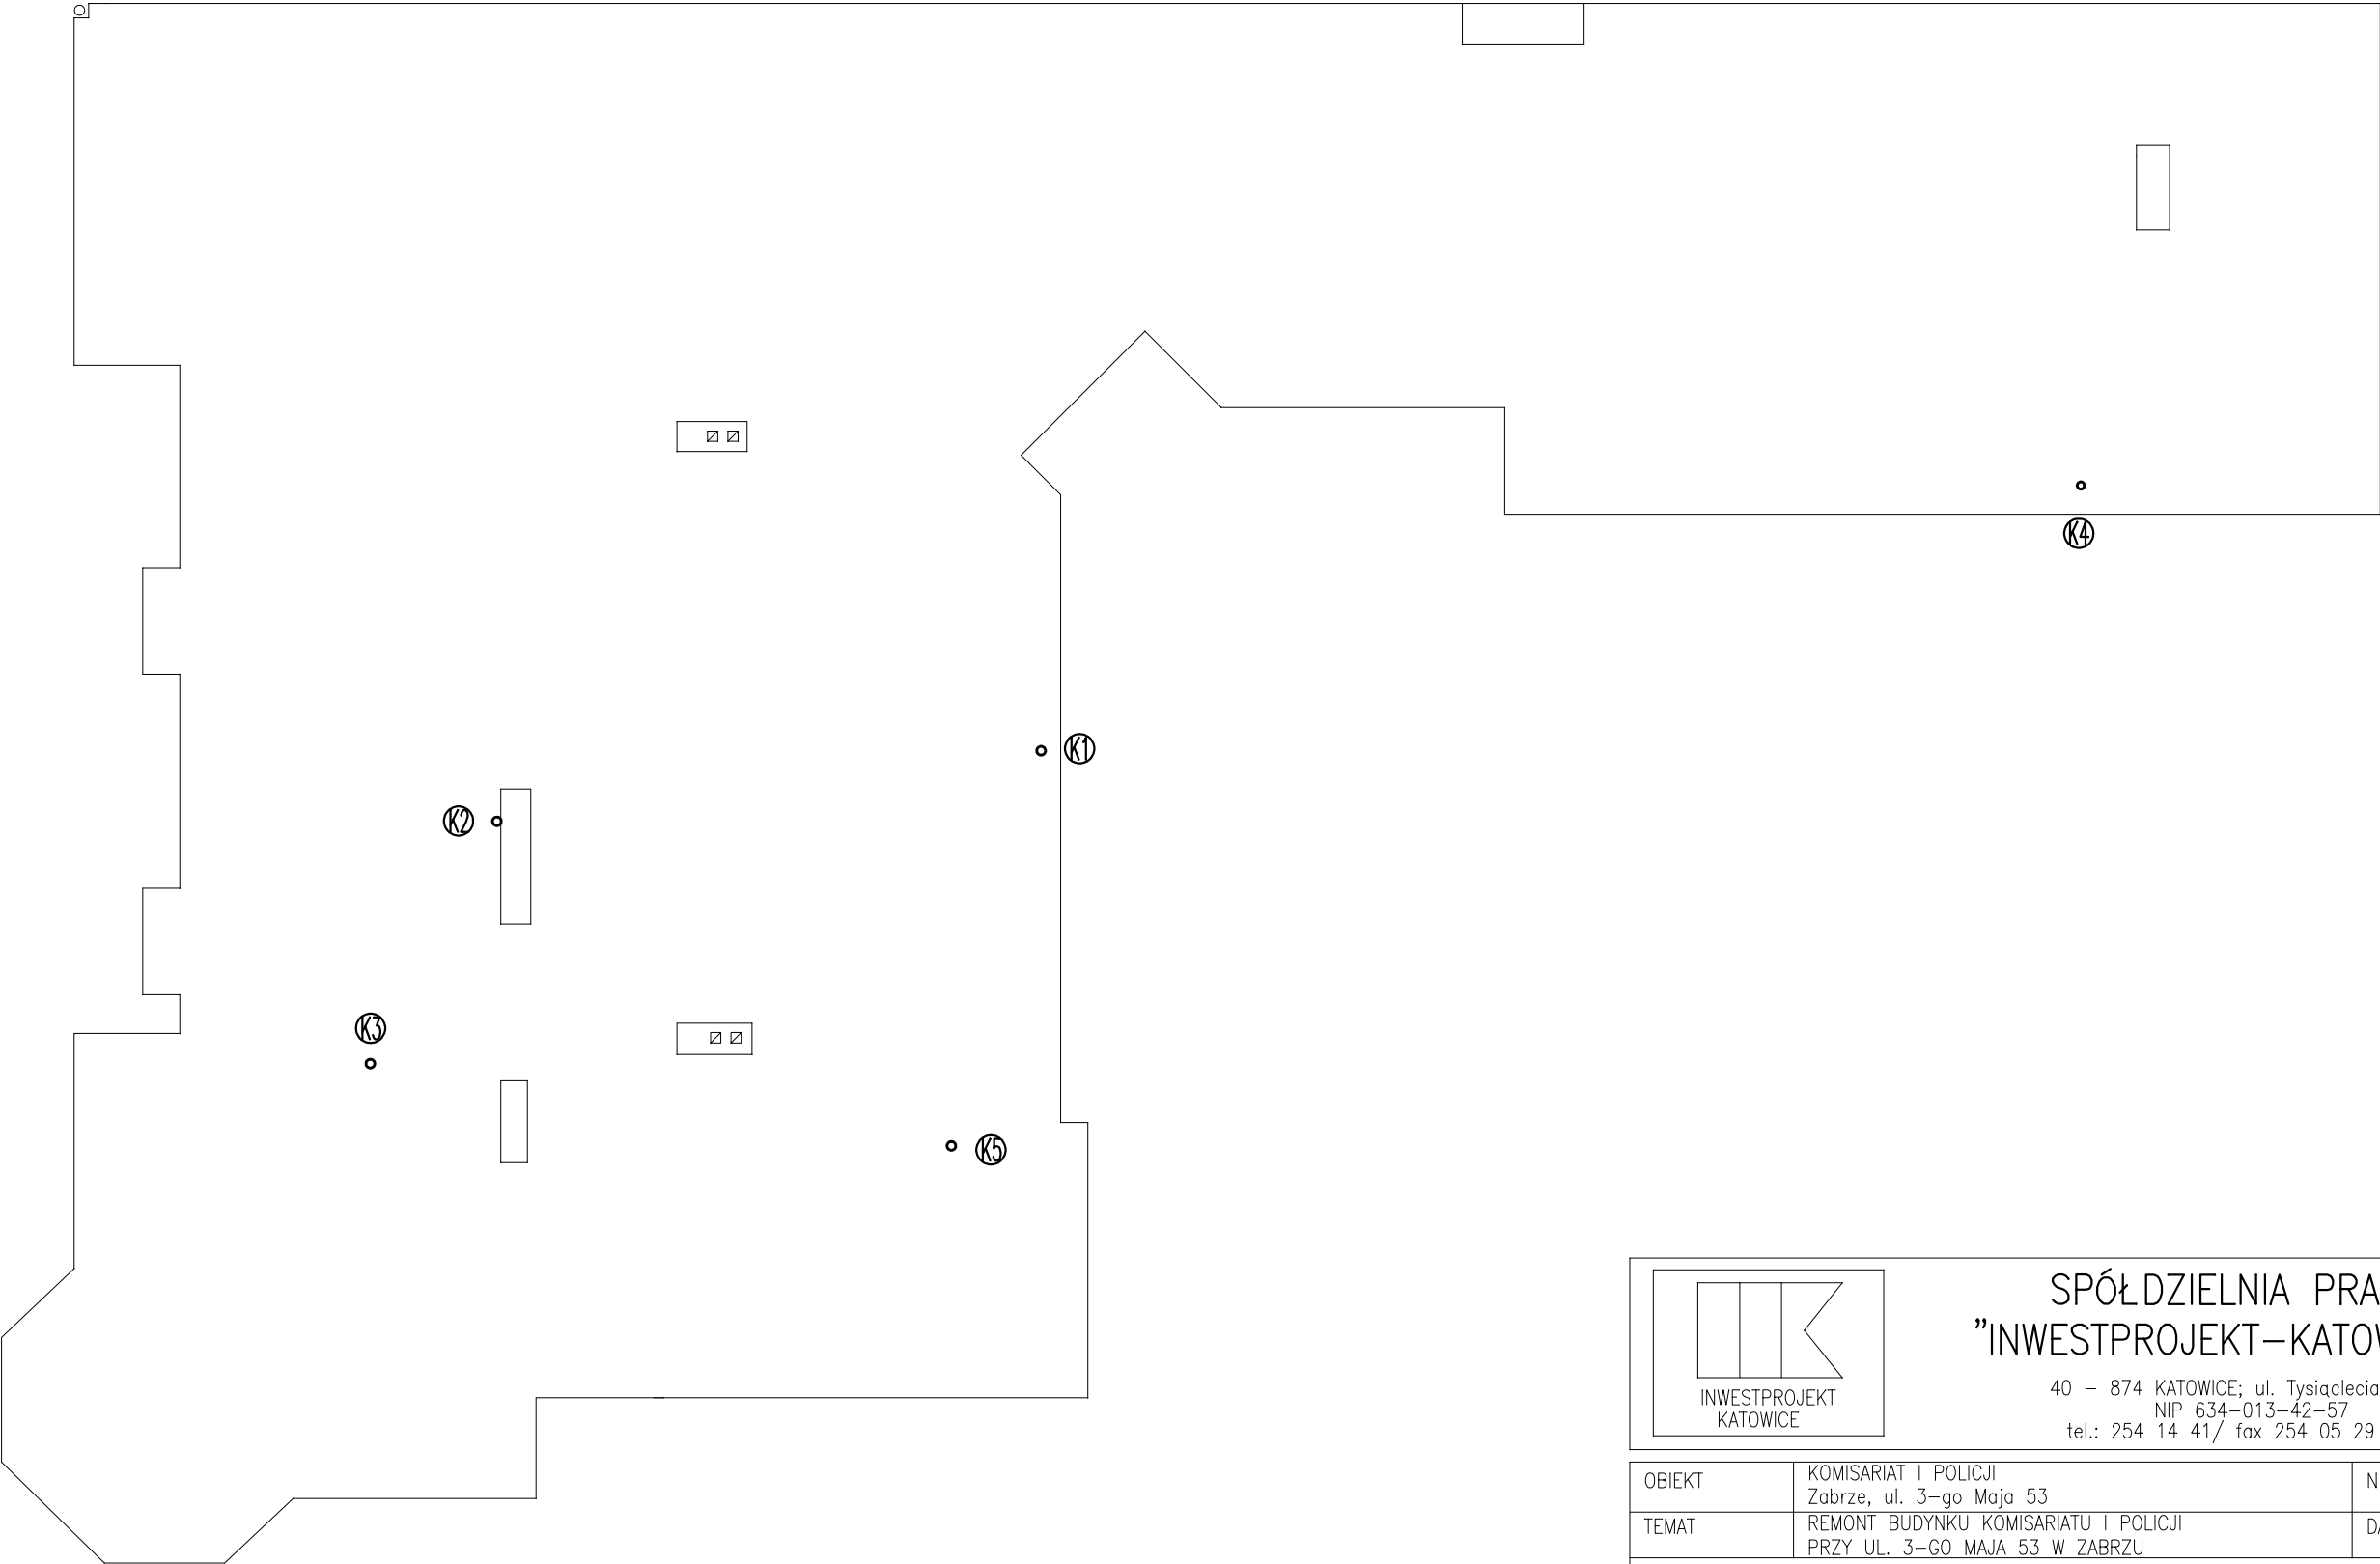 K4
K1
K2
K3
K5
SPÓŁDZIELNIA PRA
"INWESTPROJEKT-KATO
40 - 874 KATOWICE; ul. Tysiąclecia
NIP 634-013-42-57
tel.: 254 14 41/ fax 254 05 29
INWESTPROJEKT
KATOWICE
OBIEKT
KOMISARIAT I POLICJI
Zabrze, ul. 3-go Maja 53
N
TEMAT
REMONT BUDYNKU KOMISARIATU I POLICJI
PRZY UL. 3-GO MAJA 53 W ZABRZU